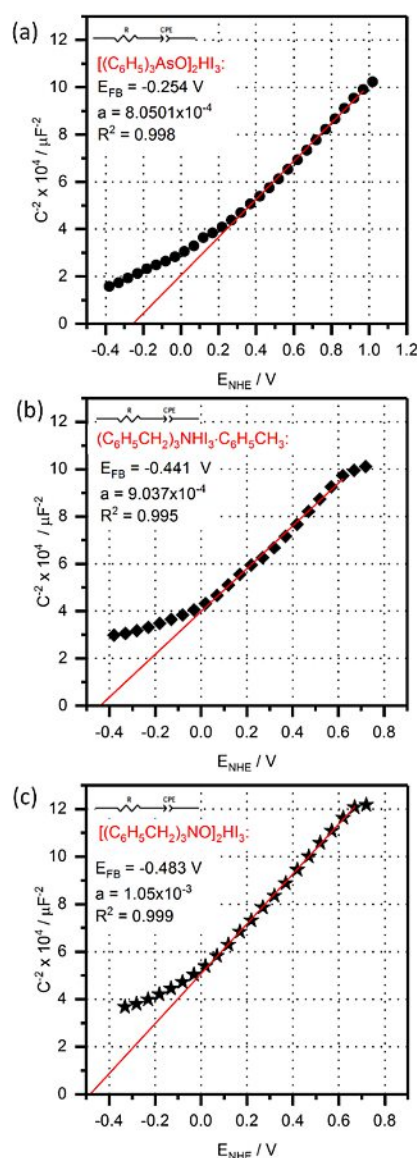 (a)
R CPE
[(C6H5)3AsO]2HI3:
EFB = -0.254 V
a = 8.0501x10⁻⁴
R² = 0.998
C⁻² x 10⁴ / µF⁻²
12
10
8
6
4
2
0
-0.4 -0.2 0.0 0.2 0.4 0.6 0.8 1.0 1.2
ENHE / V
(b)
R CPE
(C6H5CH2)3NHI3·C6H5CH3:
EFB = -0.441 V
a = 9.037x10⁻⁴
R² = 0.995
C⁻² x 10⁴ / µF⁻²
12
10
8
6
4
2
0
-0.4 -0.2 0.0 0.2 0.4 0.6 0.8
ENHE / V
(c)
R CPE
[(C6H5CH2)3NO]2HI3:
EFB = -0.483 V
a = 1.05x10⁻³
R² = 0.999
C⁻² x 10⁴ / µF⁻²
12
10
8
6
4
2
0
-0.4 -0.2 0.0 0.2 0.4 0.6 0.8
ENHE / V